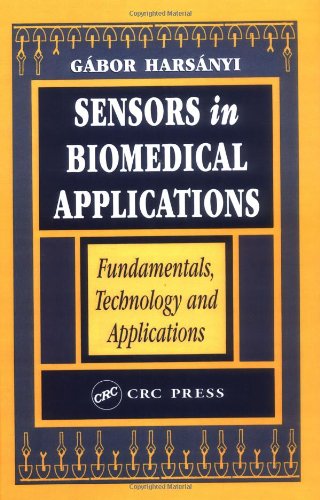 GÁBOR HARSÁNYI
SENSORS in
BIOMEDICAL
APPLICATIONS
Fundamentals,
Technology and
Applications
CRC CRC PRESS